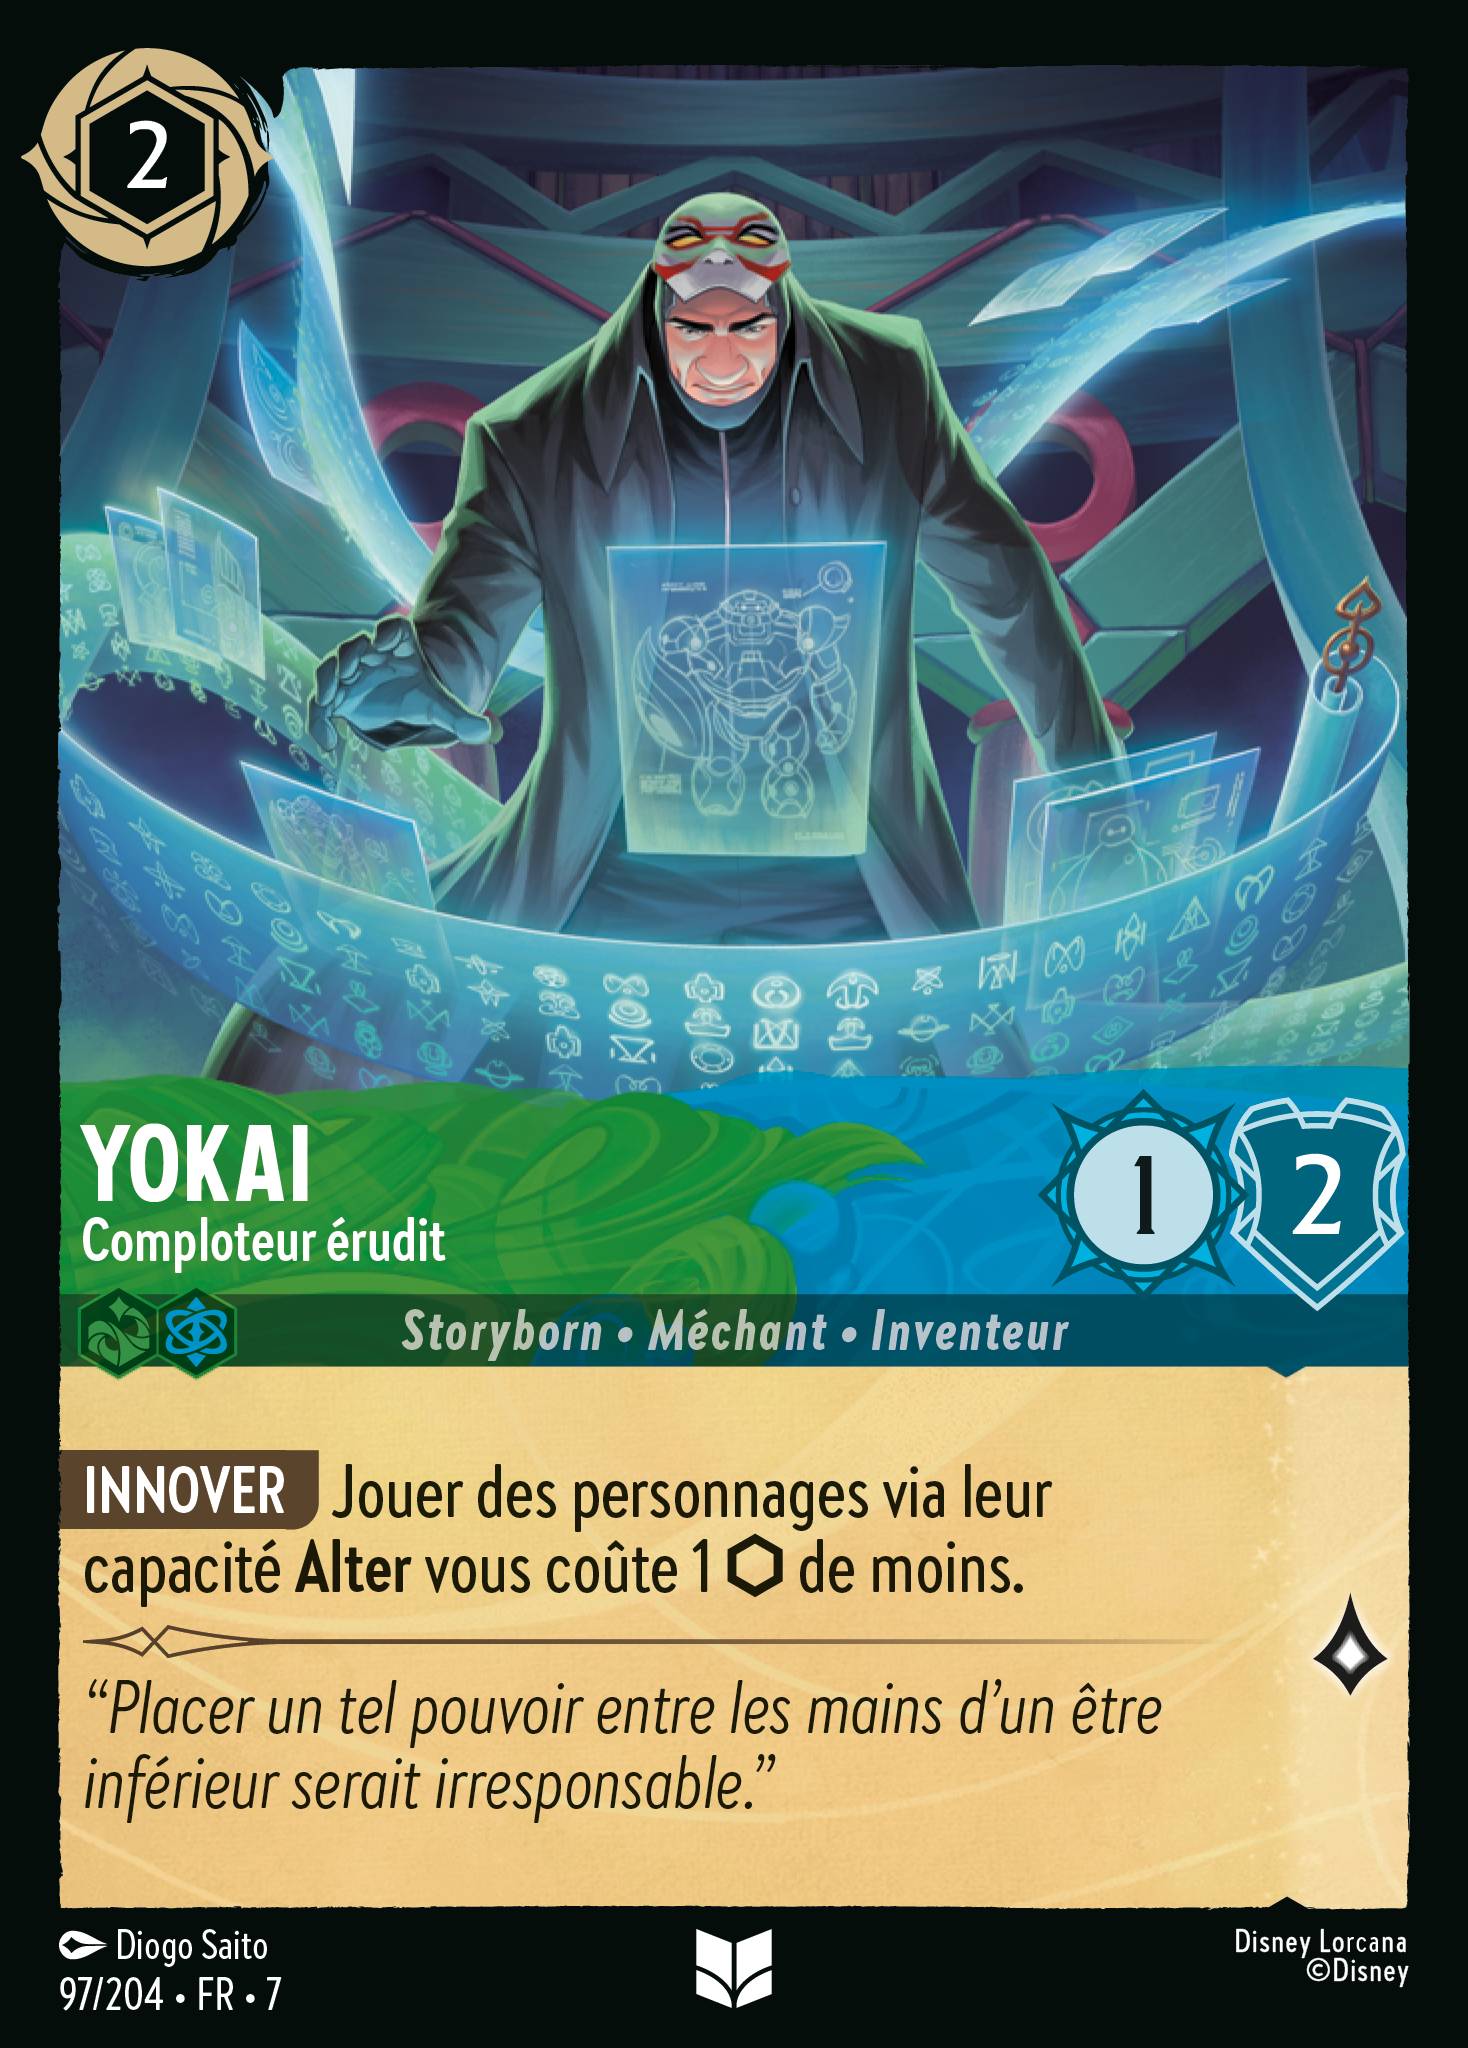 2
YOKAI
Comploteur érudit
1
2
Storyborn • Méchant • Inventeur
INNOVER Jouer des personnages via leur
capacité Alter vous coûte 1 ⬡ de moins.
“Placer un tel pouvoir entre les mains d’un être
inférieur serait irresponsable.”
Diogo Saito
97/204 • FR • 7
Disney Lorcana
©Disney